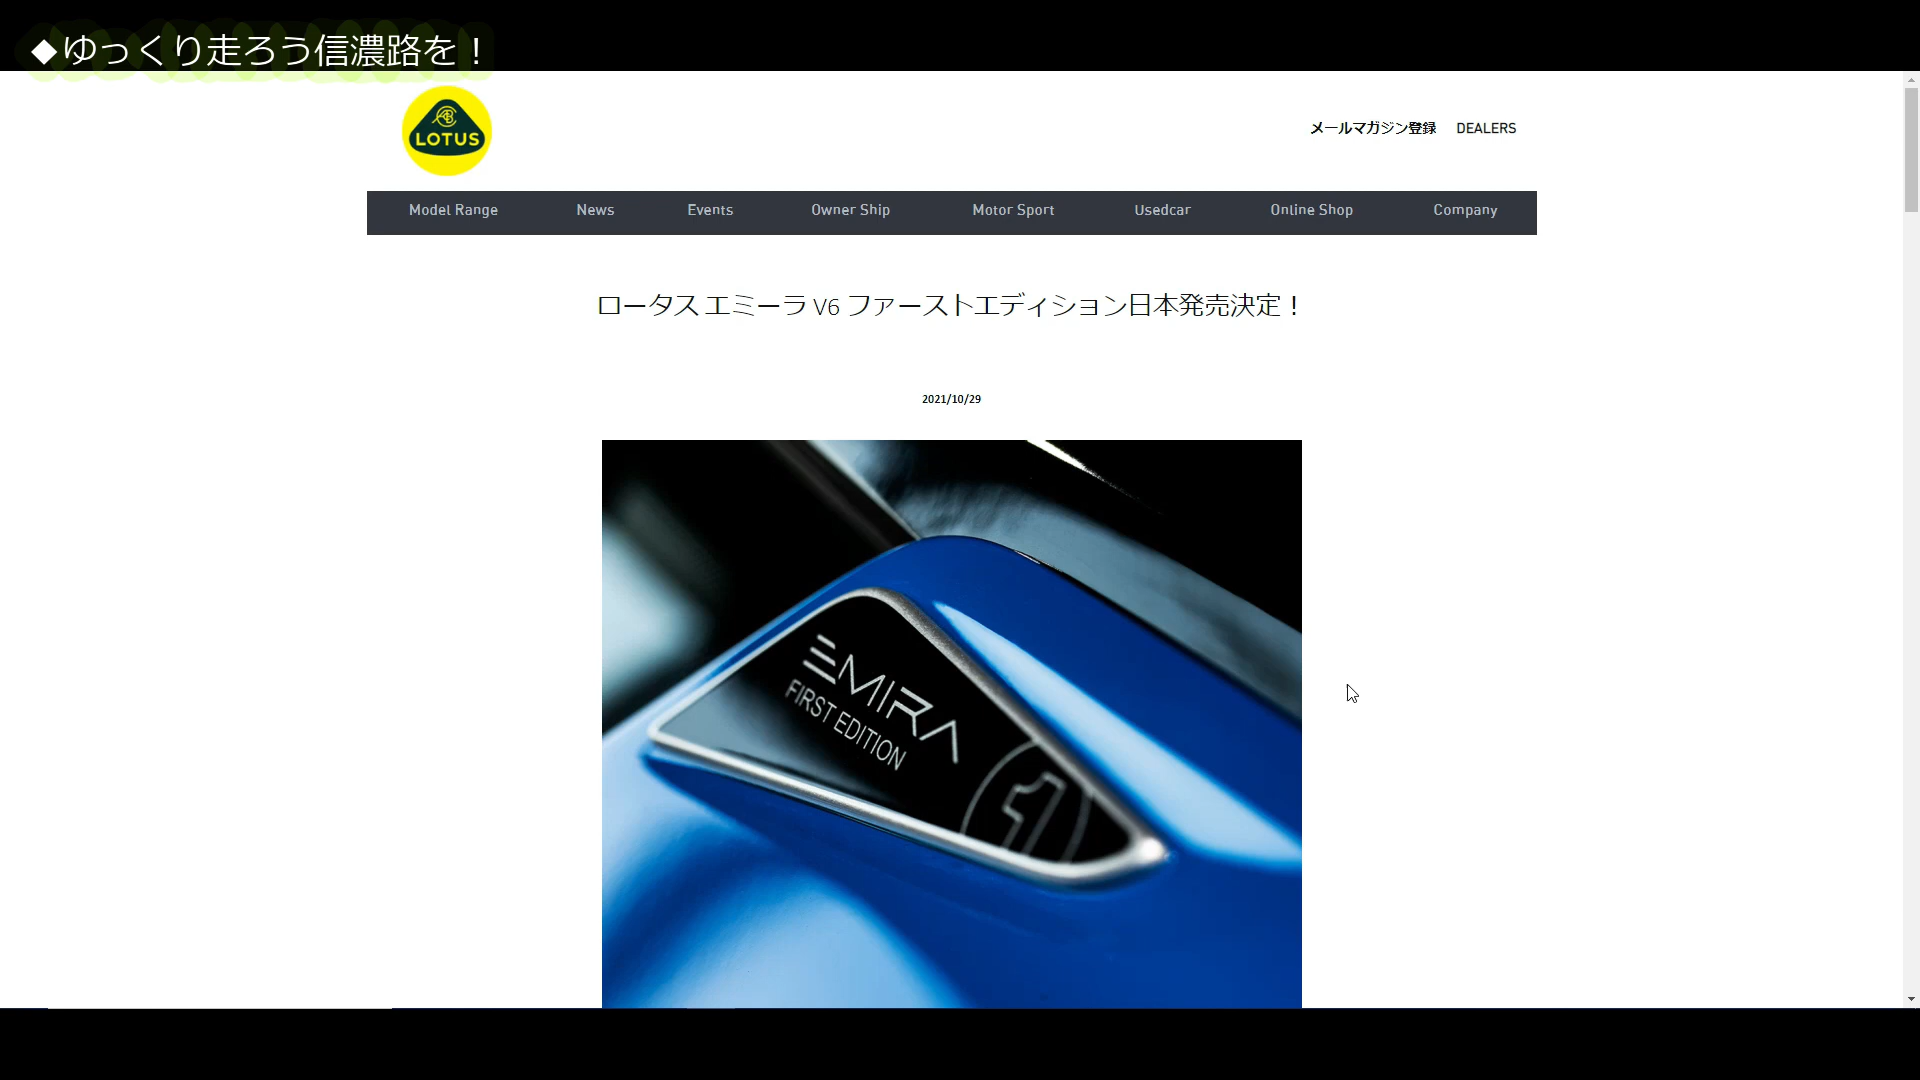 ◆ゆっくり走ろう信濃路を！
LOTUS
メールマガジン登録 DEALERS
Model Range News Events Owner Ship Motor Sport Usedcar Online Shop Company
ロータス エミーラ V6 ファーストエディション日本発売決定！
2021/10/29
EMIRA
FIRST EDITION
1